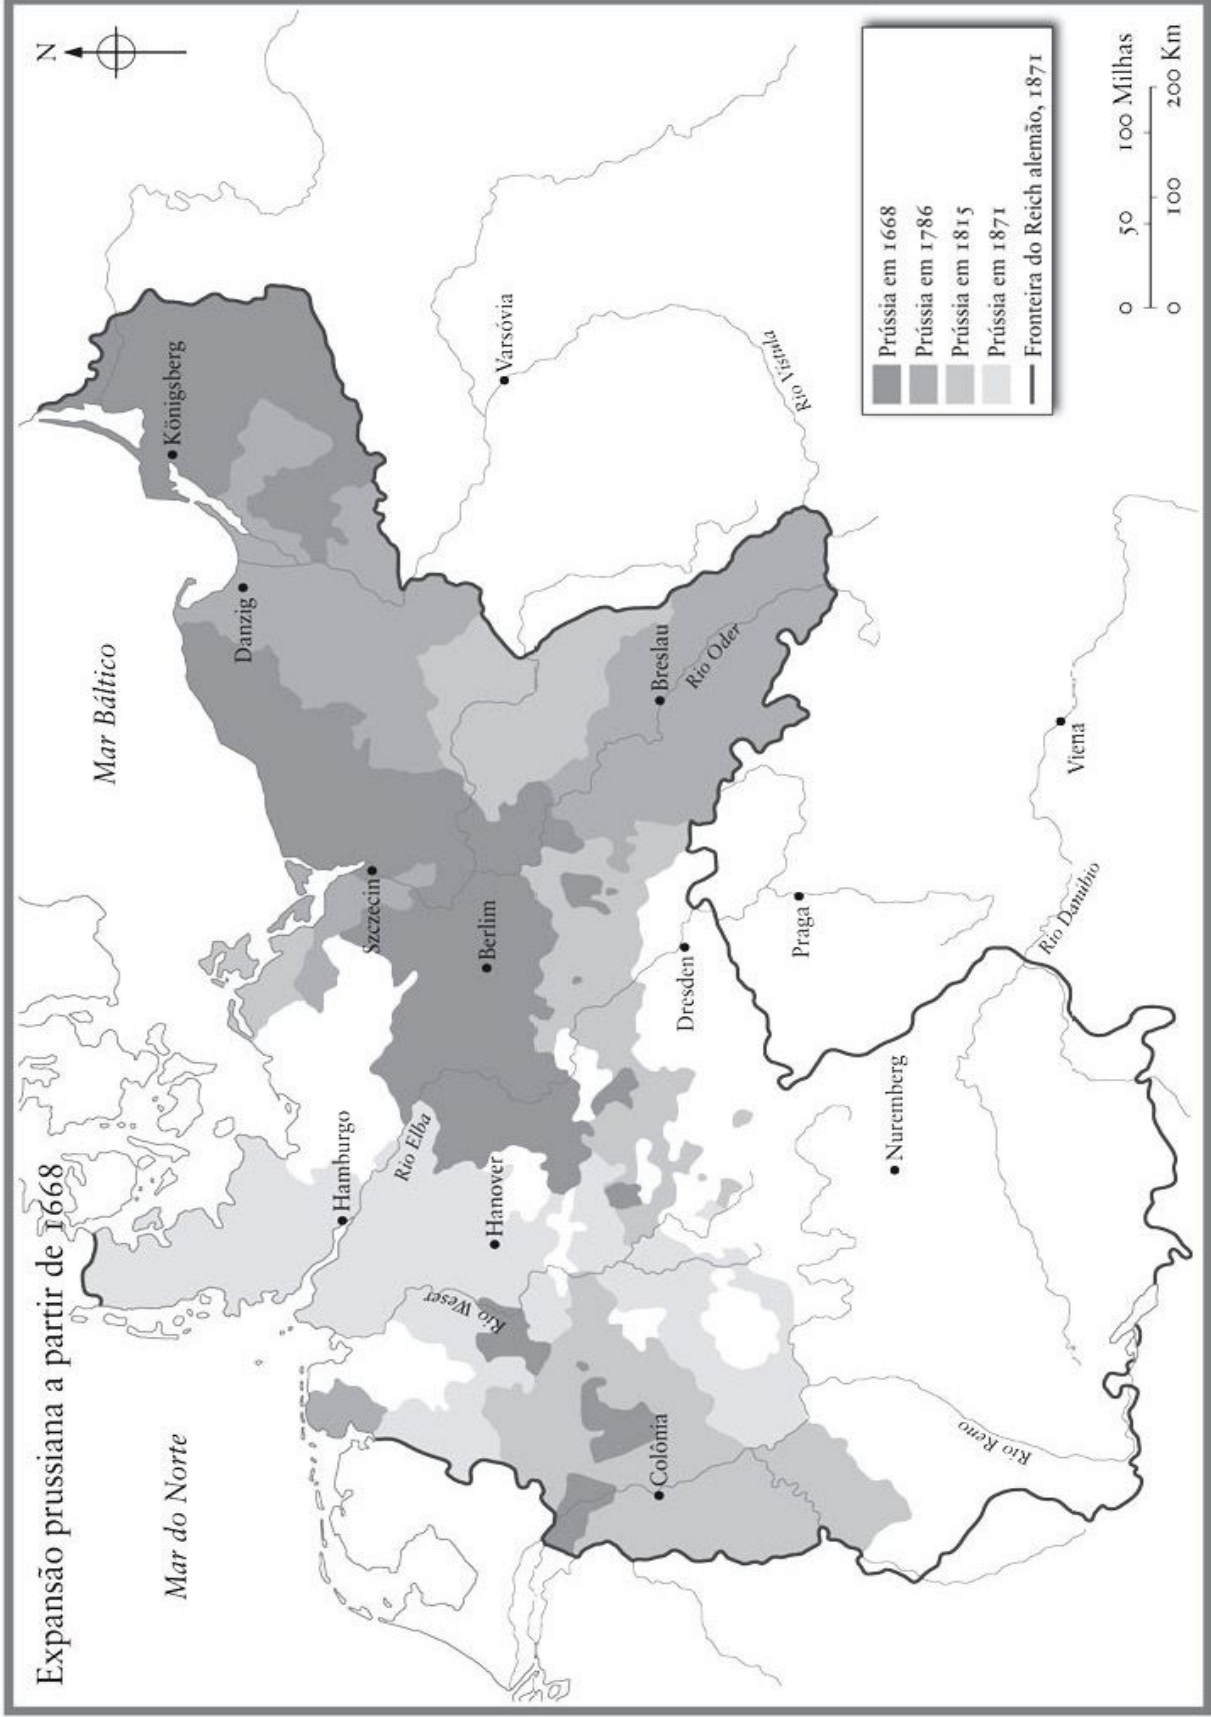 Expansão prussiana a partir de 1668
N
Mar do Norte
Mar Báltico
Königsberg
Danzig
Hamburgo
Szczecin
Rio Elba
Berlim
Hanover
Rio Weser
Varsóvia
Colônia
Breslau
Rio Oder
Dresden
Rio Vístula
Praga
Nuremberg
Rio Reno
Rio Danúbio
Viena
Prússia em 1668
Prússia em 1786
Prússia em 1815
Prússia em 1871
Fronteira do Reich alemão, 1871
0 50 100 Milhas
0 100 200 Km